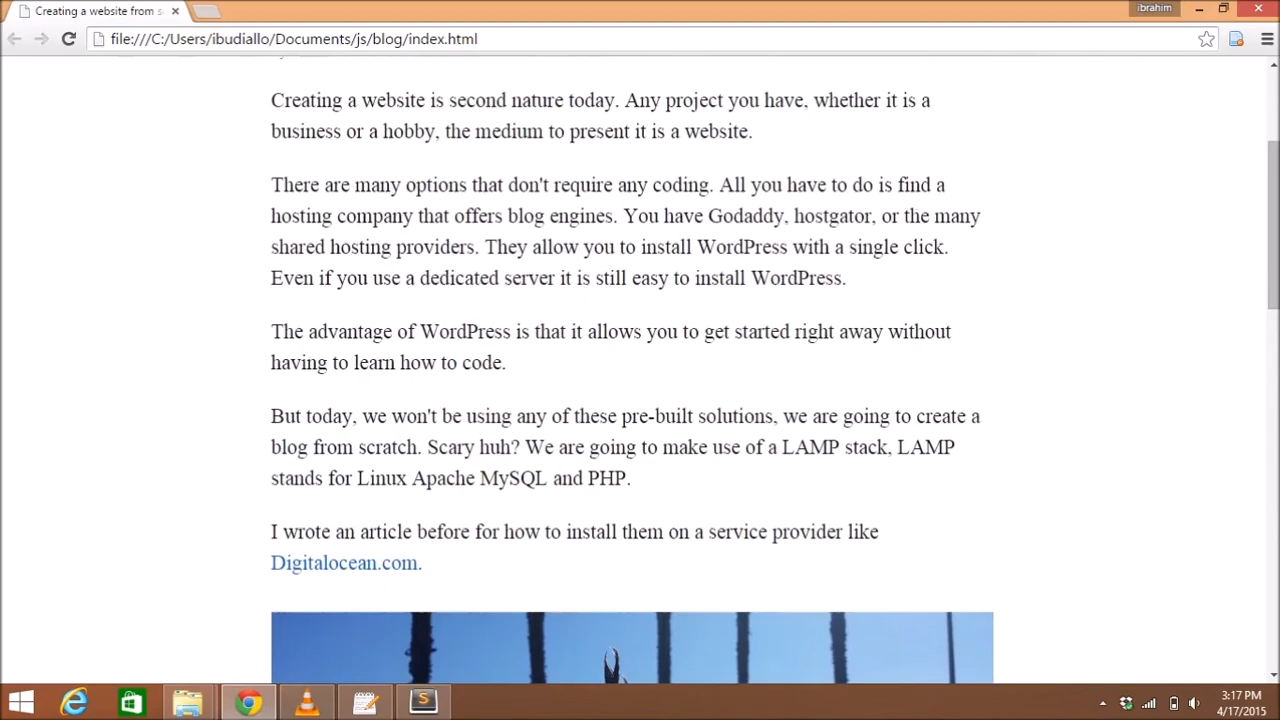 Creating a website from s
ibrahim
file:///C:/Users/ibudiallo/Documents/js/blog/index.html
Creating a website is second nature today. Any project you have, whether it is a
business or a hobby, the medium to present it is a website.
There are many options that don't require any coding. All you have to do is find a
hosting company that offers blog engines. You have Godaddy, hostgator, or the many
shared hosting providers. They allow you to install WordPress with a single click.
Even if you use a dedicated server it is still easy to install WordPress.
The advantage of WordPress is that it allows you to get started right away without
having to learn how to code.
But today, we won't be using any of these pre-built solutions, we are going to create a
blog from scratch. Scary huh? We are going to make use of a LAMP stack, LAMP
stands for Linux Apache MySQL and PHP.
I wrote an article before for how to install them on a service provider like
Digitalocean.com.
3:17 PM
4/17/2015